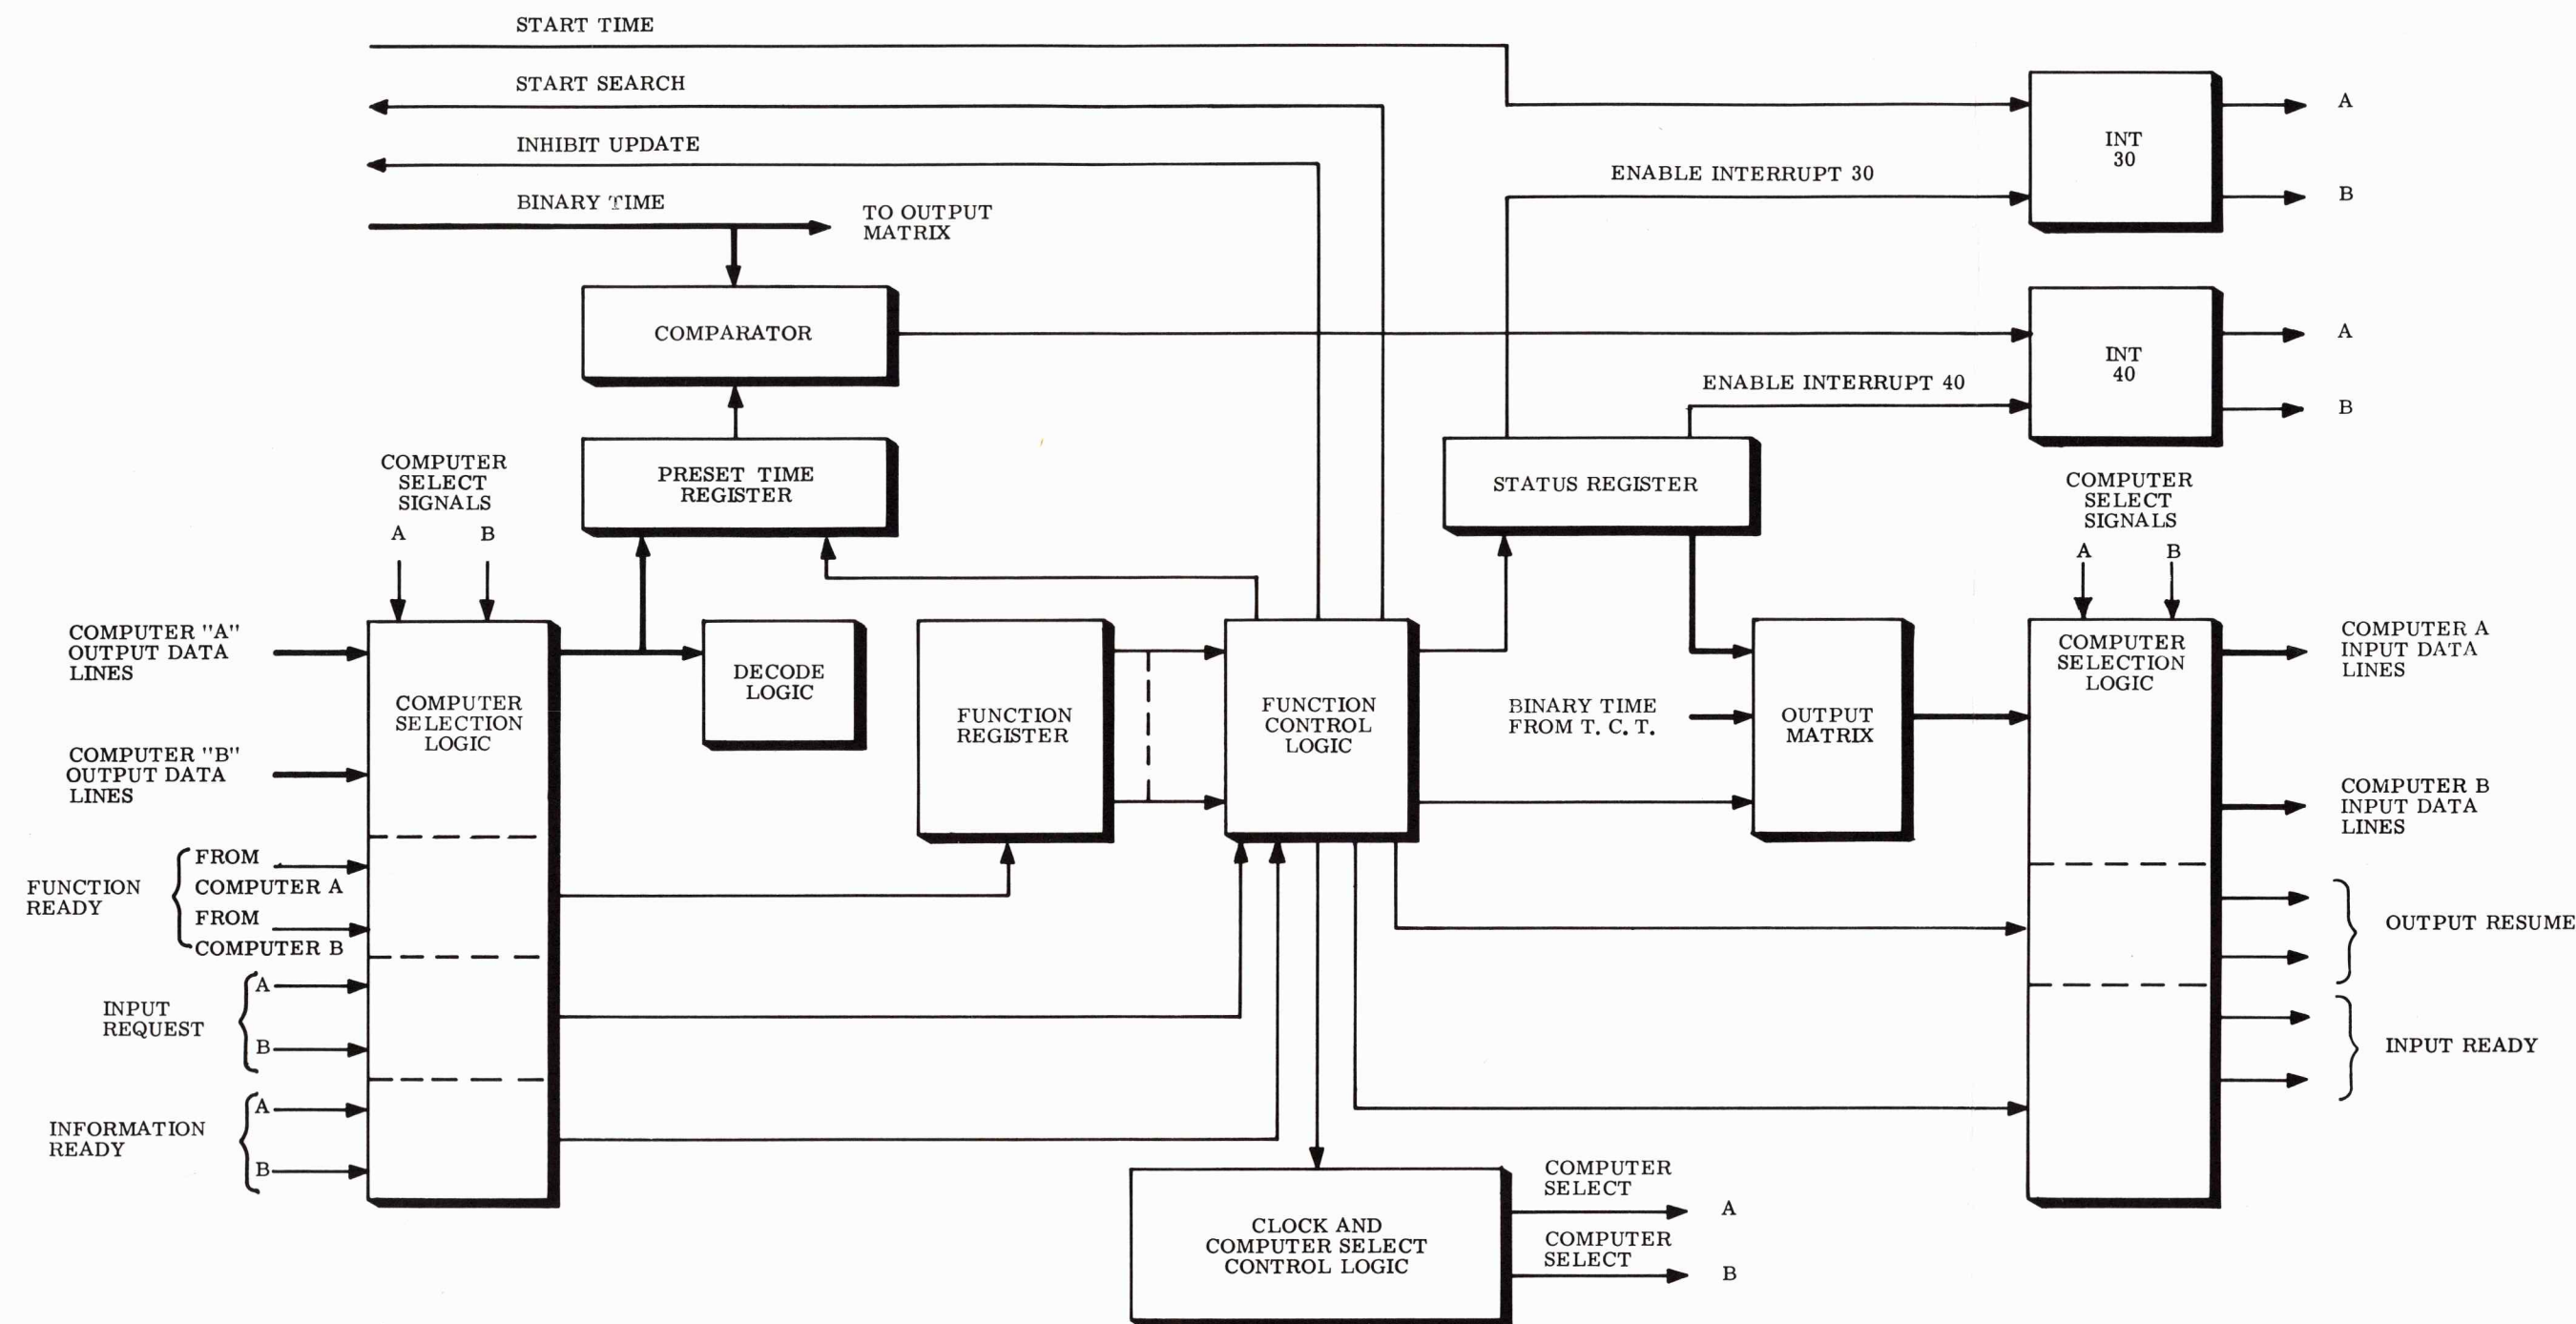 START TIME
START SEARCH
INHIBIT UPDATE
BINARY TIME
TO OUTPUT
MATRIX
COMPARATOR
PRESET TIME
REGISTER
COMPUTER
SELECT
SIGNALS
A B
COMPUTER "A"
OUTPUT DATA
LINES
COMPUTER "B"
OUTPUT DATA
LINES
FUNCTION
READY
FROM
COMPUTER A
FROM
COMPUTER B
INPUT
REQUEST
A
B
INFORMATION
READY
A
B
COMPUTER
SELECTION
LOGIC
DECODE
LOGIC
FUNCTION
REGISTER
FUNCTION
CONTROL
LOGIC
STATUS REGISTER
ENABLE INTERRUPT 30
ENABLE INTERRUPT 40
INT
30
A
B
INT
40
A
B
BINARY TIME
FROM T. C. T.
OUTPUT
MATRIX
COMPUTER
SELECT
SIGNALS
A B
COMPUTER
SELECTION
LOGIC
COMPUTER A
INPUT DATA
LINES
COMPUTER B
INPUT DATA
LINES
OUTPUT RESUME
INPUT READY
CLOCK AND
COMPUTER SELECT
CONTROL LOGIC
COMPUTER
SELECT
A
COMPUTER
SELECT
B